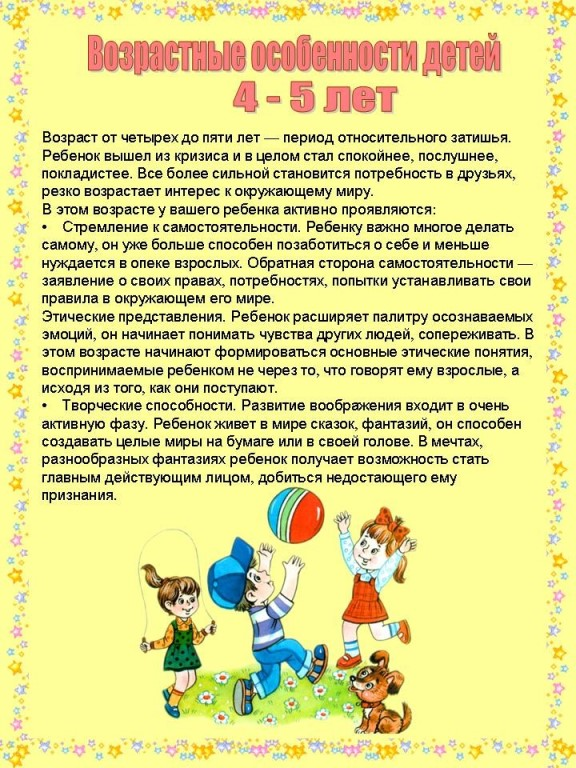 Возрастные особенности детей
4 - 5 лет
Возраст от четырех до пяти лет — период относительного затишья.
Ребенок вышел из кризиса и в целом стал спокойнее, послушнее,
покладистее. Все более сильной становится потребность в друзьях,
резко возрастает интерес к окружающему миру.
В этом возрасте у вашего ребенка активно проявляются:
• Стремление к самостоятельности. Ребенку важно многое делать
самому, он уже больше способен позаботиться о себе и меньше
нуждается в опеке взрослых. Обратная сторона самостоятельности —
заявление о своих правах, потребностях, попытки устанавливать свои
правила в окружающем его мире.
Этические представления. Ребенок расширяет палитру осознаваемых
эмоций, он начинает понимать чувства других людей, сопереживать. В
этом возрасте начинают формироваться основные этические понятия,
воспринимаемые ребенком не через то, что говорят ему взрослые, а
исходя из того, как они поступают.
• Творческие способности. Развитие воображения входит в очень
активную фазу. Ребенок живет в мире сказок, фантазий, он способен
создавать целые миры на бумаге или в своей голове. В мечтах,
разнообразных фантазиях ребенок получает возможность стать
главным действующим лицом, добиться недостающего ему
признания.